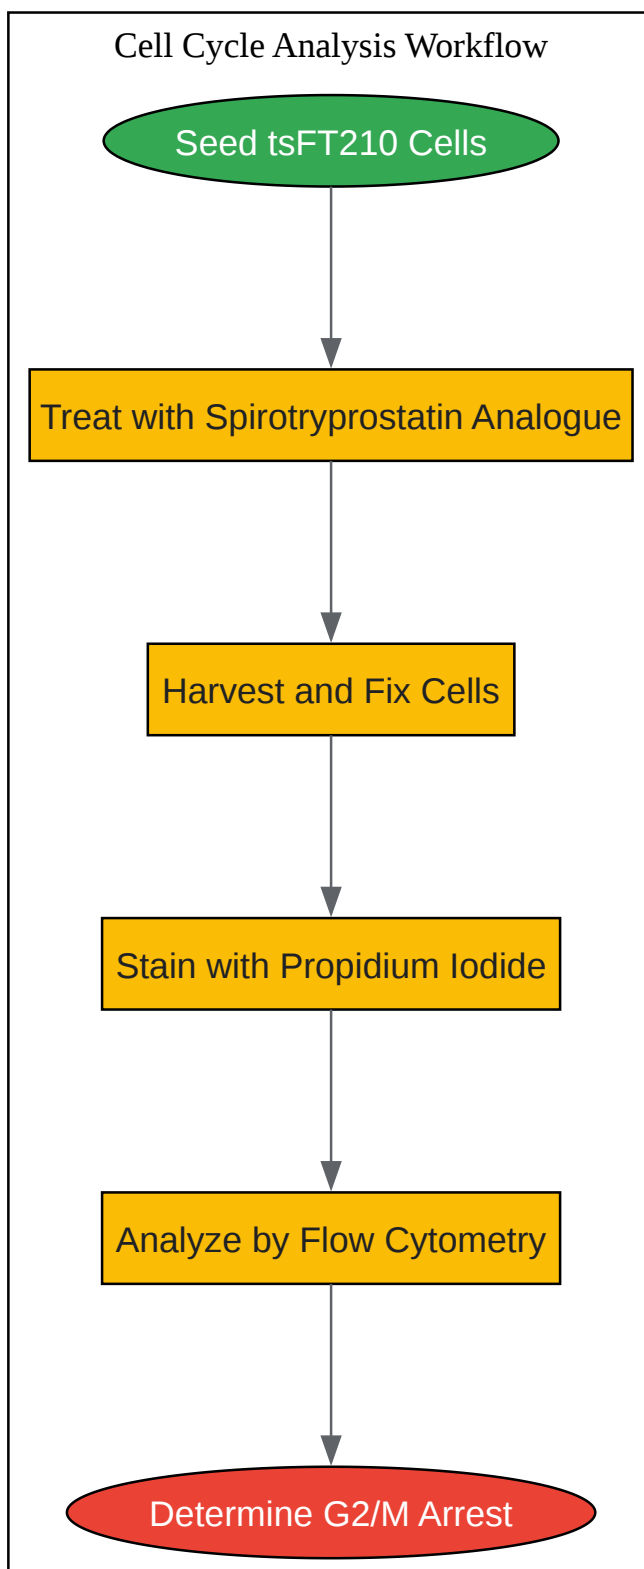 Cell Cycle Analysis Workflow
Seed tsFT210 Cells
Treat with Spirotryprostatin Analogue
Harvest and Fix Cells
Stain with Propidium Iodide
Analyze by Flow Cytometry
Determine G2/M Arrest